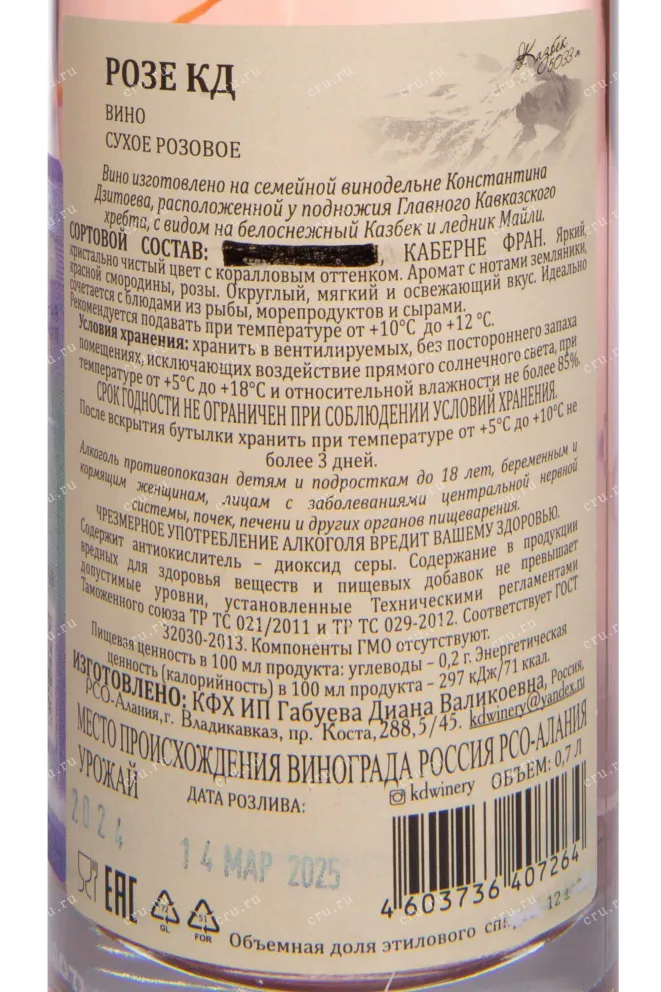 Казбек
5033 м
РОЗЕ КД
ВИНО
СУХОЕ РОЗОВОЕ
Вино изготовлено на семейной винодельне Константина
Дзитоева, расположенной у подножия Главного Кавказского
хребта, с видом на белоснежный Казбек и ледник Майли.
СОРТОВОЙ СОСТАВ: , КАБЕРНЕ ФРАН. Яркий,
кристально чистый цвет с коралловым оттенком. Аромат с нотами земляники,
красной смородины, розы. Округлый, мягкий и освежающий вкус. Идеально
сочетается с блюдами из рыбы, морепродуктов и сырами.
Рекомендуется подавать при температуре от +10°С до +12 °С.
Условия хранения: хранить в вентилируемых, без постороннего запаха
помещениях, исключающих воздействие прямого солнечного света, при
температуре от +5°С до +18°С и относительной влажности не более 85%.
СРОК ГОДНОСТИ НЕ ОГРАНИЧЕН ПРИ СОБЛЮДЕНИИ УСЛОВИЙ ХРАНЕНИЯ.
После вскрытия бутылки хранить при температуре от +5°С до +10°С не
более 3 дней.
Алкоголь противопоказан детям и подросткам до 18 лет, беременным и
кормящим женщинам, лицам с заболеваниями центральной нервной
системы, почек, печени и других органов пищеварения.
ЧРЕЗМЕРНОЕ УПОТРЕБЛЕНИЕ АЛКОГОЛЯ ВРЕДИТ ВАШЕМУ ЗДОРОВЬЮ.
Содержит антиокислитель – диоксид серы. Содержание в продукции
вредных для здоровья веществ и пищевых добавок не превышает
допустимые уровни, установленные Техническими регламентами
Таможенного союза ТР ТС 021/2011 и ТР ТС 029-2012. Соответствует ГОСТ
32030-2013. Компоненты ГМО отсутствуют.
Пищевая ценность в 100 мл продукта: углеводы – 0,2 г. Энергетическая
ценность (калорийность) в 100 мл продукта – 297 кДж/71 ккал.
ИЗГОТОВЛЕНО: КФХ ИП Габуева Диана Валикоевна, Россия,
РСО-Алания, г. Владикавказ, пр. Коста, 288,5/45. kdwinery@yandex.ru
МЕСТО ПРОИСХОЖДЕНИЯ ВИНОГРАДА РОССИЯ РСО-АЛАНИЯ
УРОЖАЙ
2024
ДАТА РОЗЛИВА:
14 МАР 2025
kdwinery
ОБЪЕМ: 0,7 Л
4 603736 407264
ЕАС
GL
51
FOR
Объемная доля этилового
cru.ru